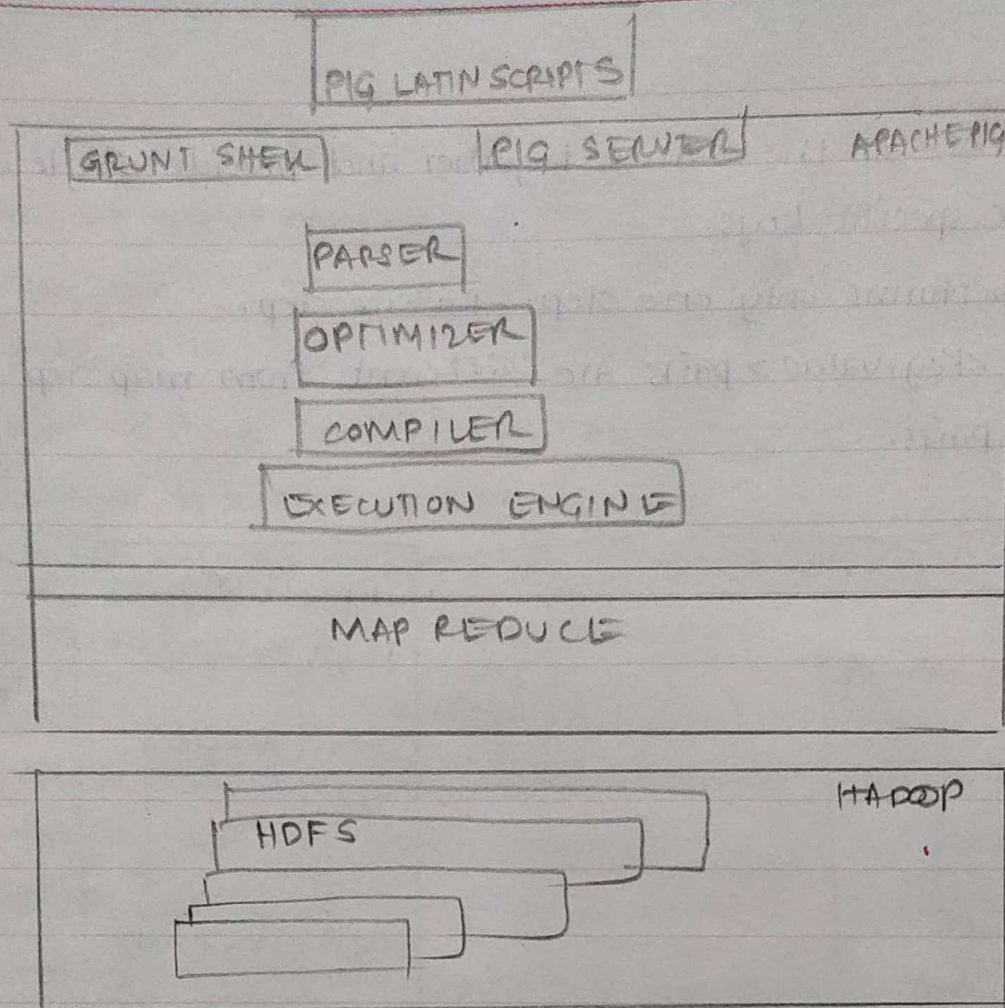 PIG LATIN SCRIPTS
GRUNT SHELL
PIG SERVER
APACHE PIG
PARSER
OPTIMIZER
COMPILER
EXECUTION ENGINE
MAP REDUCE
HADOOP
HDFS